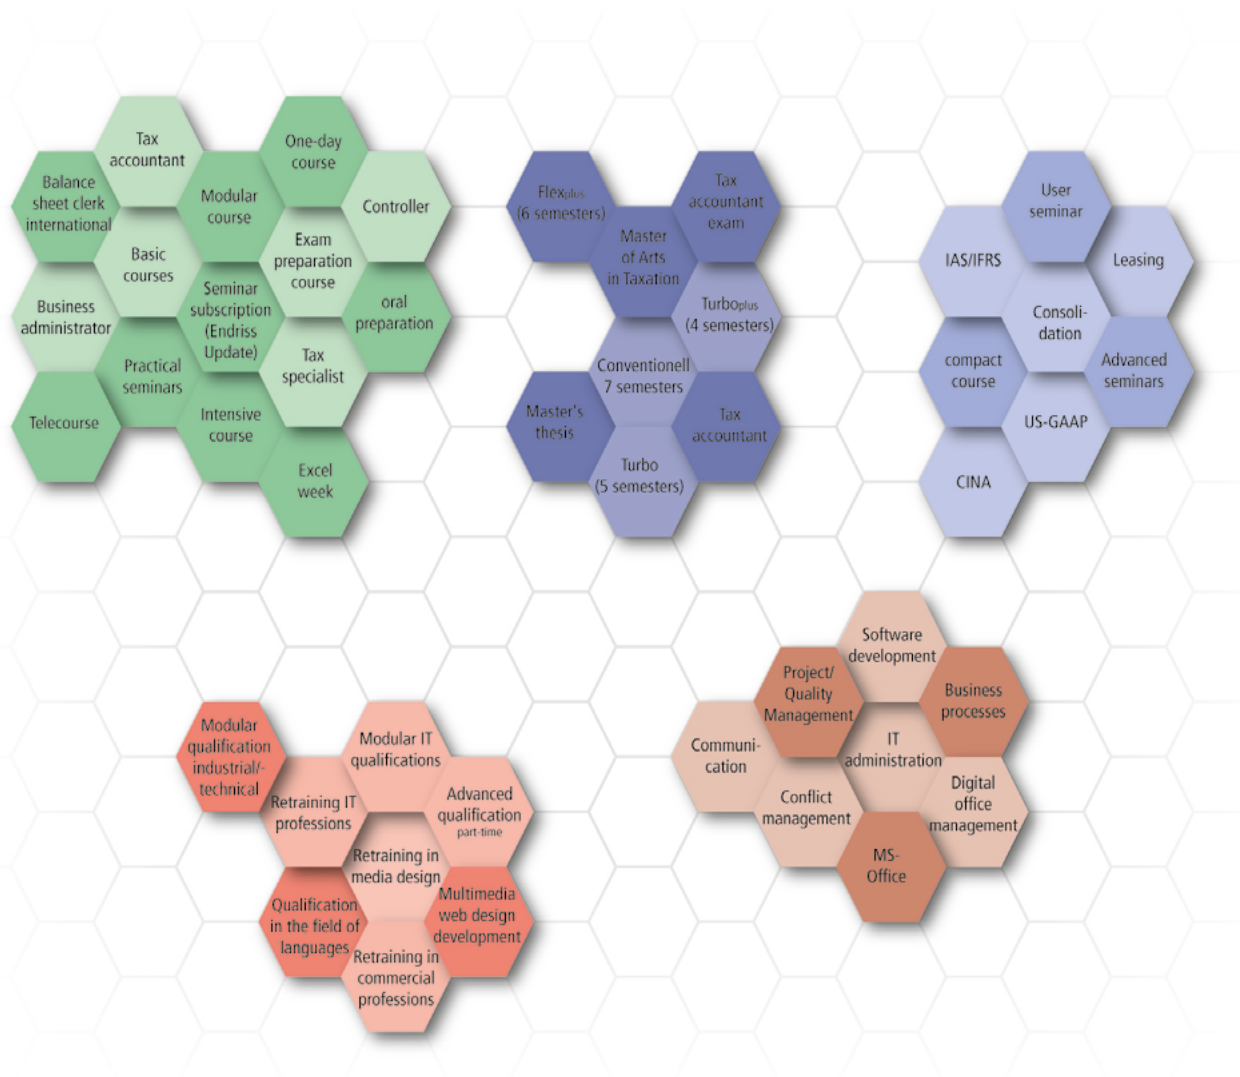 Tax
accountant
One-day
course
Balance
sheet clerk
international
Modular
course
Controller
Basic
courses
Exam
preparation
course
Business
administrator
Seminar
subscription
(Endriss
Update)
oral
preparation
Practical
seminars
Tax
specialist
Telecourse
Intensive
course
Excel
week
Flexplus
(6 semesters)
Tax
accountant
exam
Master
of Arts
in Taxation
Turboplus
(4 semesters)
Conventionell
7 semesters
Master's
thesis
Tax
accountant
Turbo
(5 semesters)
User
seminar
IAS/IFRS
Leasing
Consoli-
dation
compact
course
Advanced
seminars
US-GAAP
CINA
Modular
qualification
industrial/-
technical
Modular IT
qualifications
Retraining IT
professions
Advanced
qualification
part-time
Retraining in
media design
Qualification
in the field of
languages
Multimedia
web design
development
Retraining in
commercial
professions
Software
development
Project/
Quality
Management
Business
processes
Communi-
cation
IT
administration
Conflict
management
Digital
office
management
MS-
Office